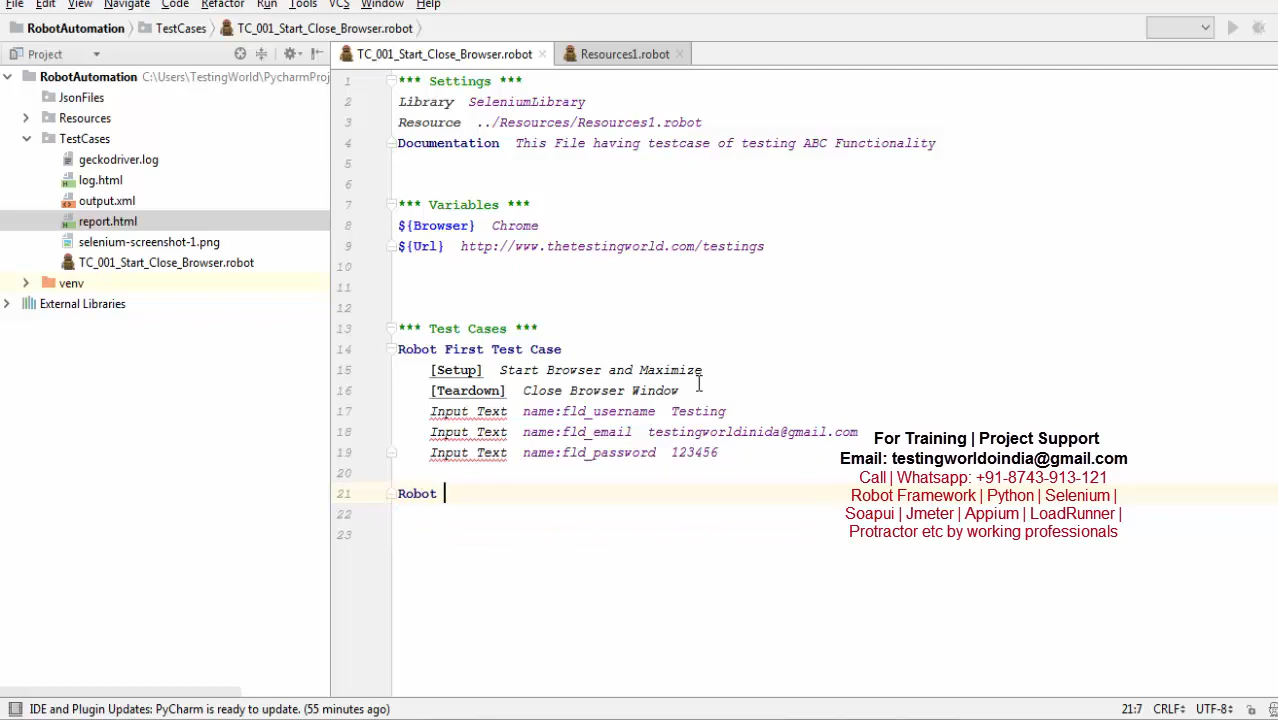 File Edit View Navigate Code Refactor Run Tools VCS Window Help
RobotAutomation TestCases TC_001_Start_Close_Browser.robot
Project
TC_001_Start_Close_Browser.robot Resources1.robot
RobotAutomation C:\Users\TestingWorld\PycharmProj
JsonFiles
Resources
TestCases
geckodriver.log
log.html
output.xml
report.html
selenium-screenshot-1.png
TC_001_Start_Close_Browser.robot
venv
External Libraries
1 *** Settings ***
2 Library SeleniumLibrary
3 Resource ../Resources/Resources1.robot
4 Documentation This File having testcase of testing ABC Functionality
5
6
7 *** Variables ***
8 ${Browser} Chrome
9 ${Url} http://www.thetestingworld.com/testings
10
11
12
13 *** Test Cases ***
14 Robot First Test Case
15 [Setup] Start Browser and Maximize
16 [Teardown] Close Browser Window
17 Input Text name:fld_username Testing
18 Input Text name:fld_email testingworldinida@gmail.com
19 Input Text name:fld_password 123456
20
21 Robot
22
23
For Training | Project Support
Email: testingworldoindia@gmail.com
Call | Whatsapp: +91-8743-913-121
Robot Framework | Python | Selenium |
Soapui | Jmeter | Appium | LoadRunner |
Protractor etc by working professionals
IDE and Plugin Updates: PyCharm is ready to update. (55 minutes ago) 21:7 CRLF UTF-8